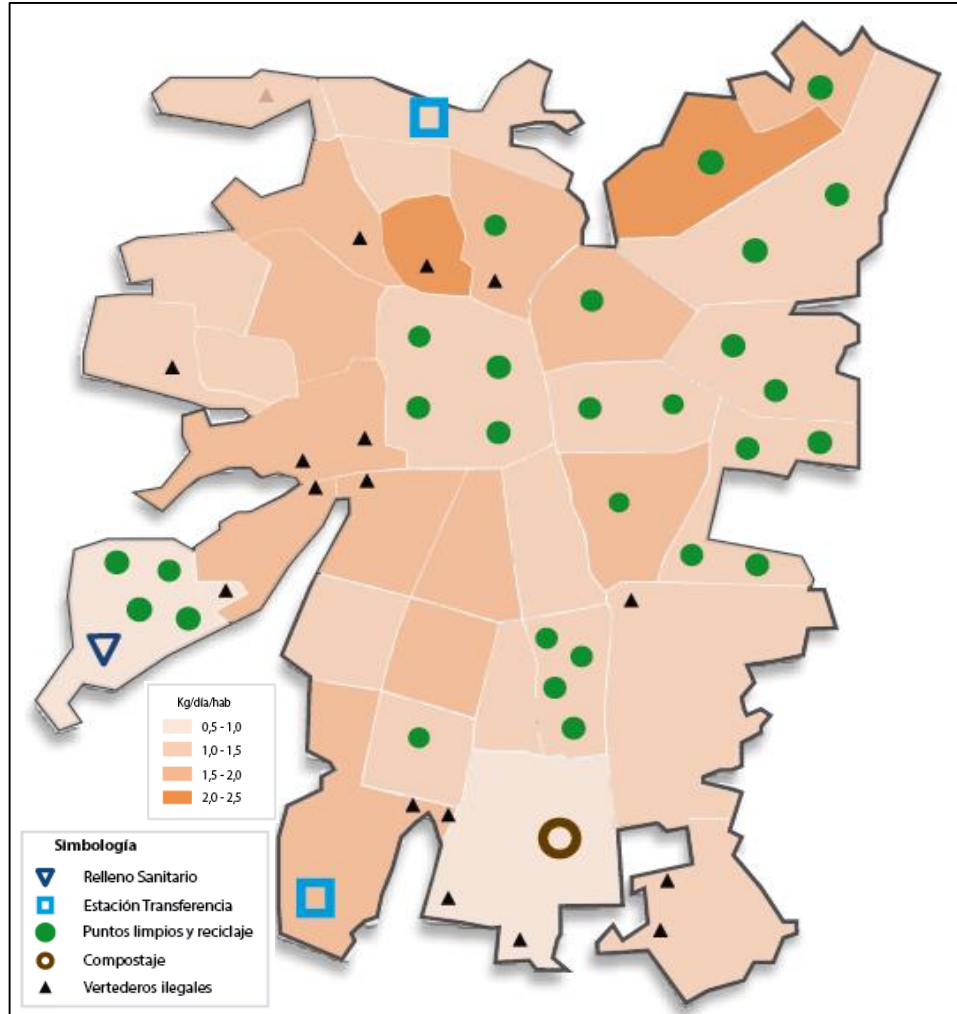 Kg/día/hab
0,5 - 1,0
1,0 - 1,5
1,5 - 2,0
2,0 - 2,5
Simbología
Relleno Sanitario
Estación Transferencia
Puntos limpios y reciclaje
Compostaje
Vertederos ilegales